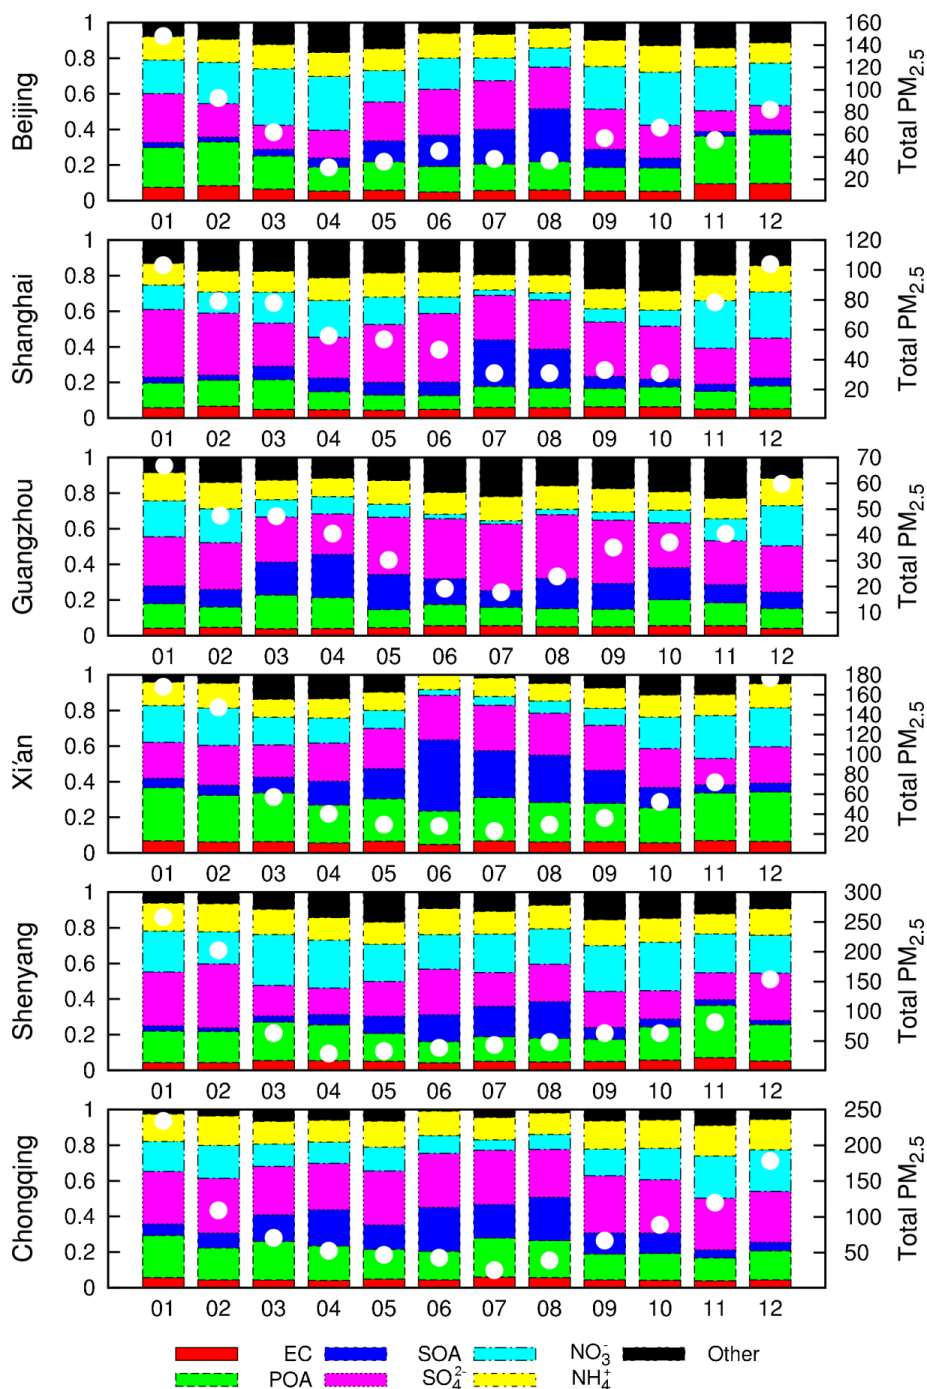 1 160
0.8 140
0.6 120
0.4 100
0.2 80
0 60
40
20
Beijing
Total PM2.5
01 02 03 04 05 06 07 08 09 10 11 12
1 120
0.8 100
0.6 80
0.4 60
0.2 40
0 20
Shanghai
Total PM2.5
01 02 03 04 05 06 07 08 09 10 11 12
1 70
0.8 60
0.6 50
0.4 40
0.2 30
0 20
10
Guangzhou
Total PM2.5
01 02 03 04 05 06 07 08 09 10 11 12
1 180
0.8 160
0.6 140
0.4 120
0.2 100
0 80
60
40
20
Xi'an
Total PM2.5
01 02 03 04 05 06 07 08 09 10 11 12
1 300
0.8 250
0.6 200
0.4 150
0.2 100
0 50
Shenyang
Total PM2.5
01 02 03 04 05 06 07 08 09 10 11 12
1 250
0.8 200
0.6 150
0.4 100
0.2 50
0
Chongqing
Total PM2.5
01 02 03 04 05 06 07 08 09 10 11 12
EC SOA NO3- Other
POA SO42- NH4+